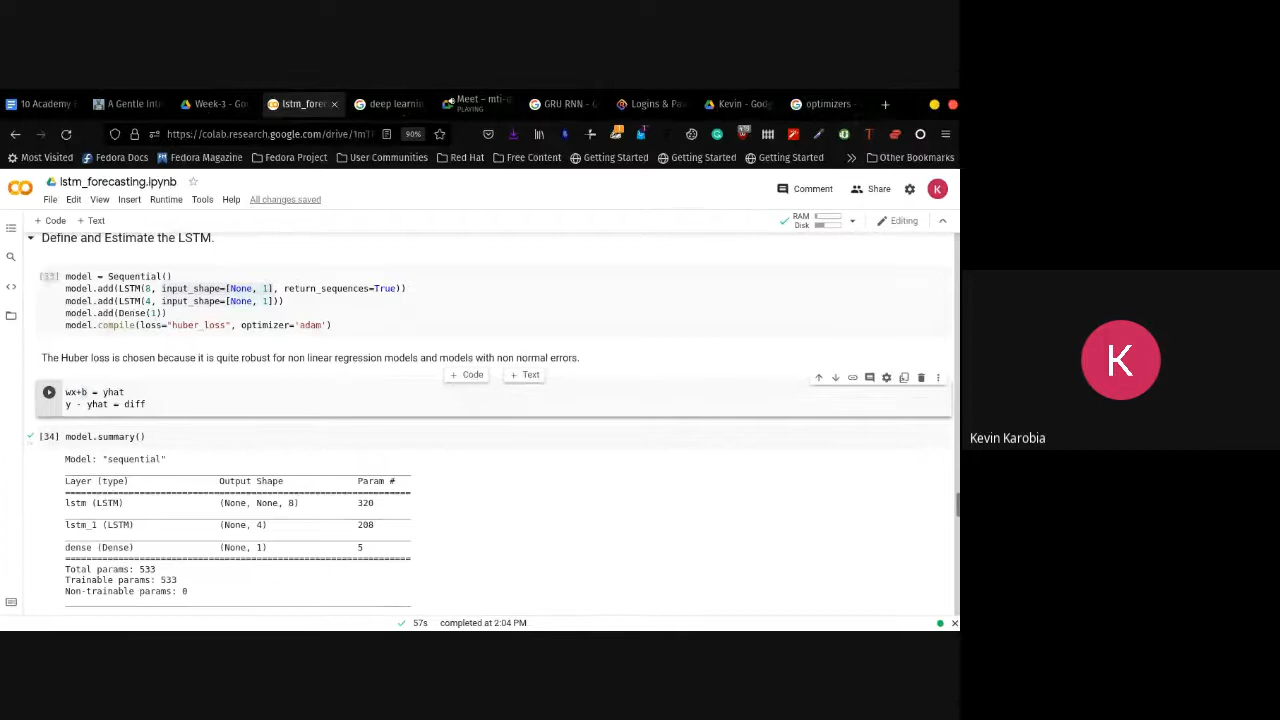 10 Academy
A Gentle Int
Week-3 - Go
lstm_fore
deep learnin
Meet – mti-
PLAYING
GRU RNN - G
Logins & Pa
Kevin - Goog
optimizers -
https://colab.research.google.com/drive/1mT
90%
Most Visited
Fedora Docs
Fedora Magazine
Fedora Project
User Communities
Red Hat
Free Content
Getting Started
Getting Started
Getting Started
Other Bookmarks
lstm_forecasting.ipynb
Comment
Share
K
File Edit View Insert Runtime Tools Help All changes saved
+ Code + Text
RAM
Disk
Editing
Define and Estimate the LSTM.
[33] model = Sequential()
model.add(LSTM(8, input_shape=[None, 1], return_sequences=True))
model.add(LSTM(4, input_shape=[None, 1]))
model.add(Dense(1))
model.compile(loss="huber_loss", optimizer='adam')
The Huber loss is chosen because it is quite robust for non linear regression models and models with non normal errors.
+ Code + Text
wx+b = yhat
y - yhat = diff
[34] model.summary()
Model: "sequential"
Layer (type) Output Shape Param #
lstm (LSTM) (None, None, 8) 320
lstm_1 (LSTM) (None, 4) 208
dense (Dense) (None, 1) 5
Total params: 533
Trainable params: 533
Non-trainable params: 0
57s completed at 2:04 PM
K
Kevin Karobia